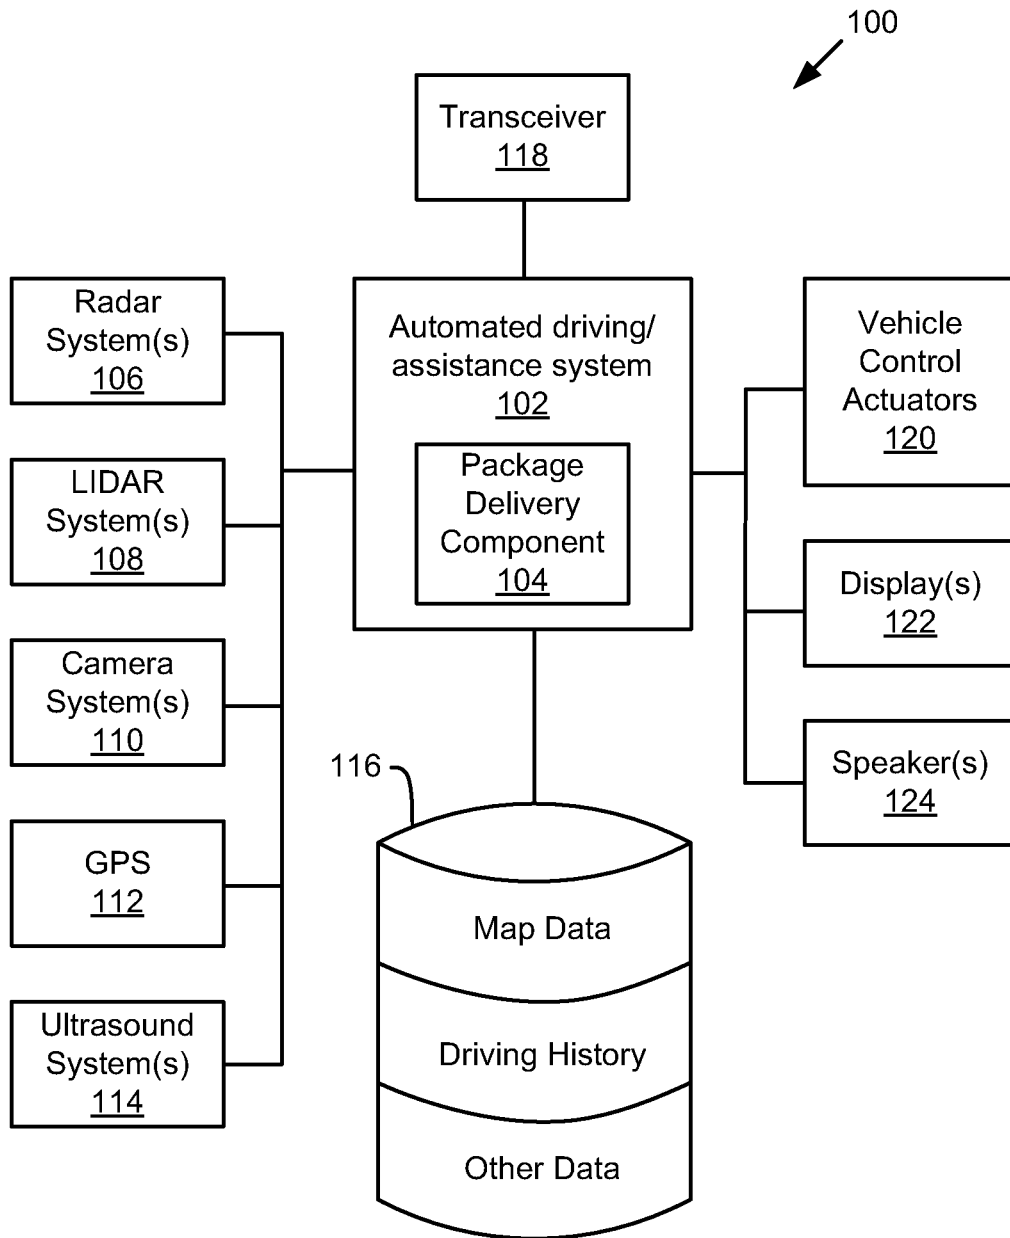 100
Transceiver
118
Radar
System(s)
106
LIDAR
System(s)
108
Camera
System(s)
110
GPS
112
Ultrasound
System(s)
114
Automated driving/
assistance system
102
Package
Delivery
Component
104
Vehicle
Control
Actuators
120
Display(s)
122
Speaker(s)
124
116
Map Data
Driving History
Other Data